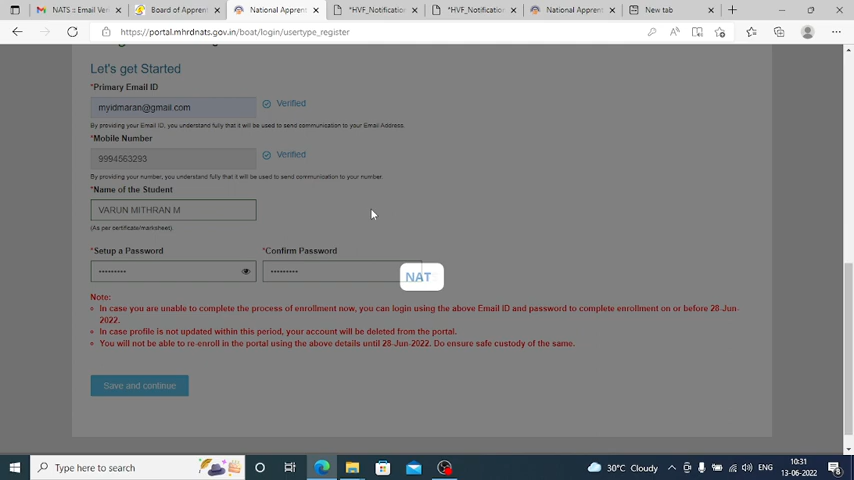 NATS :: Email Ver
Board of Apprent
National Apprent
*HVF_Notification
*HVF_Notification
National Apprent
New tab
https://portal.mhrdnats.gov.in/boat/login/usertype_register
Let's get Started
*Primary Email ID
myidmaran@gmail.com
Verified
By providing your Email ID, you understand fully that it will be used to send communication to your Email Address.
*Mobile Number
9994563293
Verified
By providing your number, you understand fully that it will be used to send communication to your number.
*Name of the Student
VARUN MITHRAN M
(As per certificate/marksheet).
*Setup a Password
*Confirm Password
NAT
Note:
In case you are unable to complete the process of enrollment now, you can login using the above Email ID and password to complete enrollment on or before 28-Jun-
2022.
In case profile is not updated within this period, your account will be deleted from the portal.
You will not be able to re-enroll in the portal using the above details until 28-Jun-2022. Do ensure safe custody of the same.
Save and continue
Type here to search
30°C Cloudy
ENG
10:31
13-06-2022